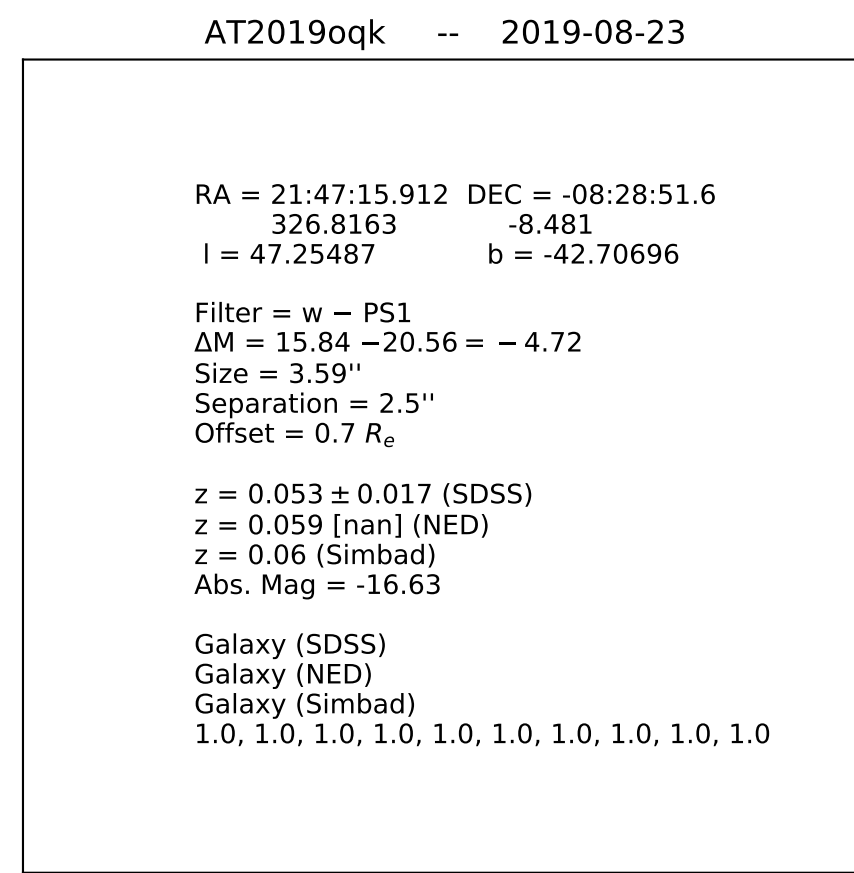 AT2019oqk -- 2019-08-23
RA = 21:47:15.912 DEC = -08:28:51.6
326.8163 -8.481
l = 47.25487 b = -42.70696
Filter = w − PS1
ΔM = 15.84 −20.56 = − 4.72
Size = 3.59''
Separation = 2.5''
Offset = 0.7 Rₑ
z = 0.053 ± 0.017 (SDSS)
z = 0.059 [nan] (NED)
z = 0.06 (Simbad)
Abs. Mag = -16.63
Galaxy (SDSS)
Galaxy (NED)
Galaxy (Simbad)
1.0, 1.0, 1.0, 1.0, 1.0, 1.0, 1.0, 1.0, 1.0, 1.0